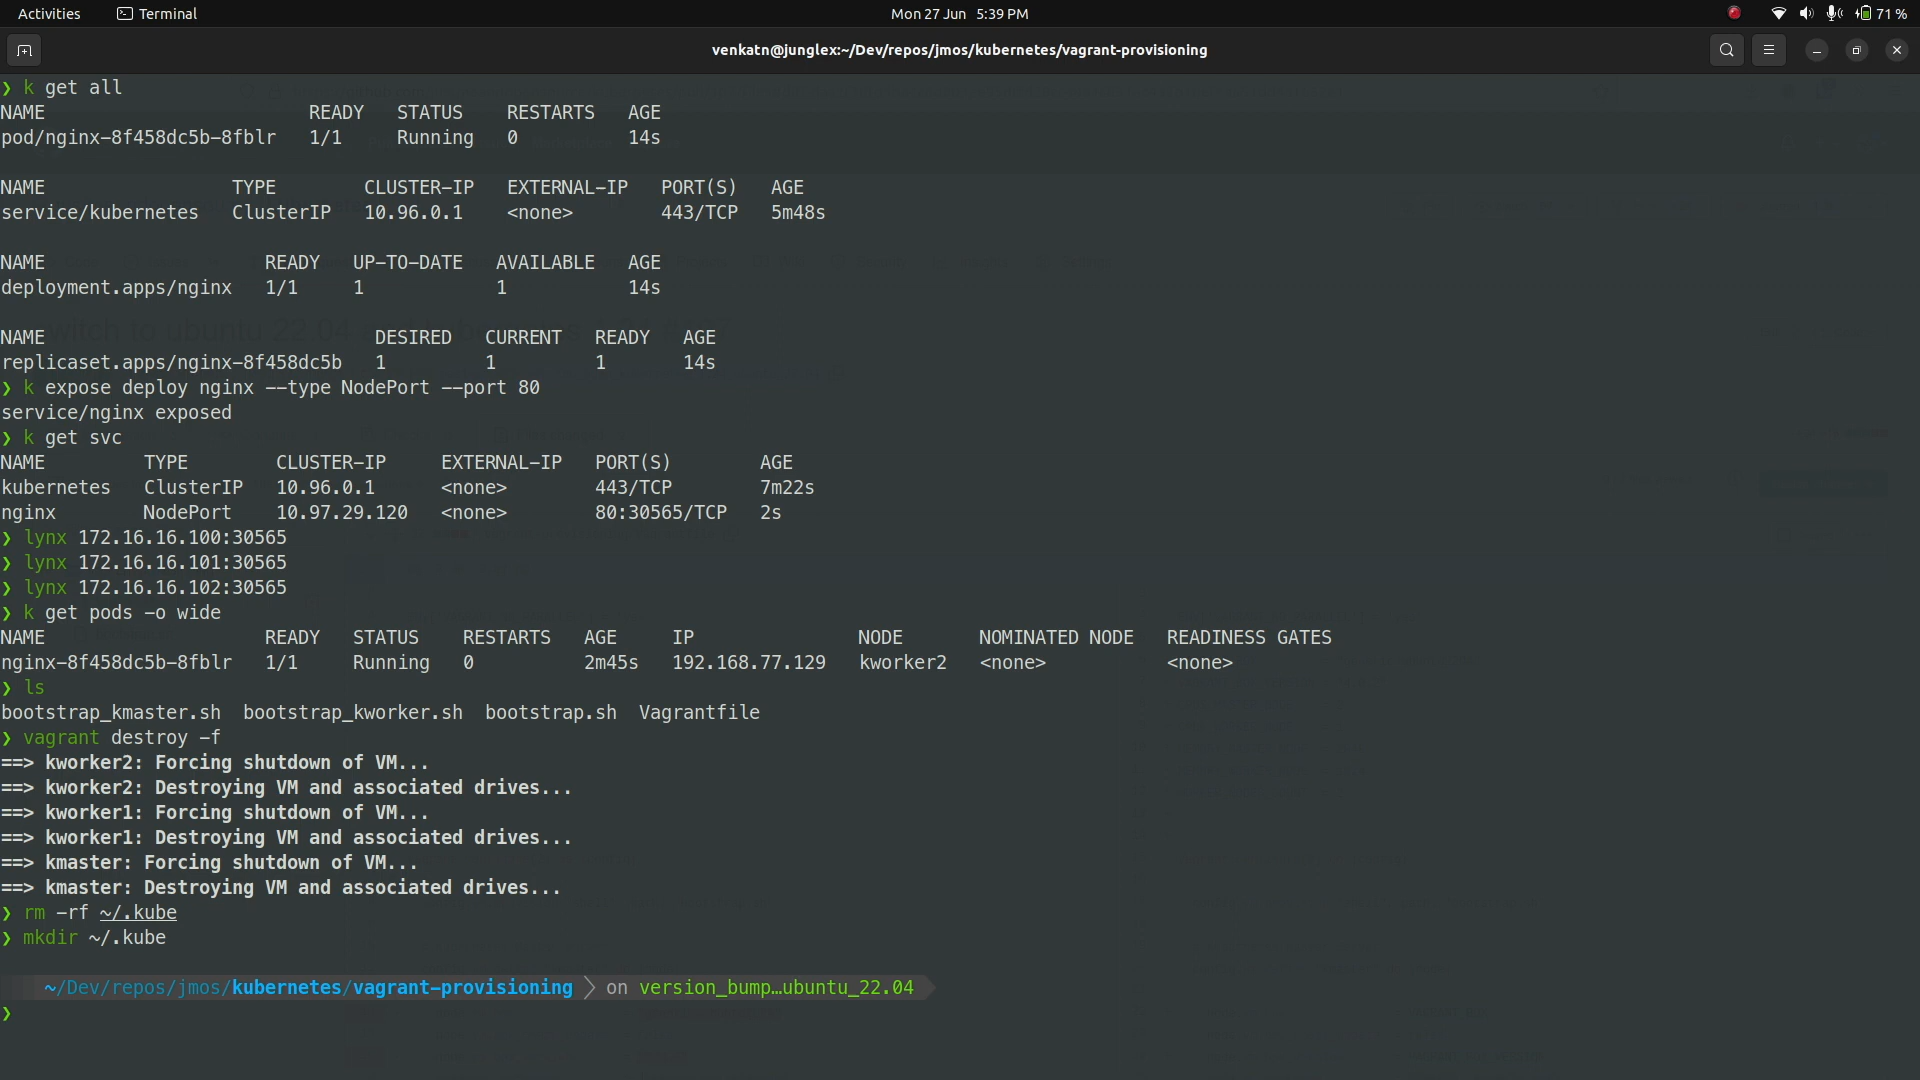 Activities Terminal Mon 27 Jun 5:39 PM 71 %
venkatn@junglex:~/Dev/repos/jmos/kubernetes/vagrant-provisioning
❯ k get all
NAME READY STATUS RESTARTS AGE
pod/nginx-8f458dc5b-8fblr 1/1 Running 0 14s
NAME TYPE CLUSTER-IP EXTERNAL-IP PORT(S) AGE
service/kubernetes ClusterIP 10.96.0.1 <none> 443/TCP 5m48s
NAME READY UP-TO-DATE AVAILABLE AGE
deployment.apps/nginx 1/1 1 1 14s
NAME DESIRED CURRENT READY AGE
replicaset.apps/nginx-8f458dc5b 1 1 1 14s
❯ k expose deploy nginx --type NodePort --port 80
service/nginx exposed
❯ k get svc
NAME TYPE CLUSTER-IP EXTERNAL-IP PORT(S) AGE
kubernetes ClusterIP 10.96.0.1 <none> 443/TCP 7m22s
nginx NodePort 10.97.29.120 <none> 80:30565/TCP 2s
❯ lynx 172.16.16.100:30565
❯ lynx 172.16.16.101:30565
❯ lynx 172.16.16.102:30565
❯ k get pods -o wide
NAME READY STATUS RESTARTS AGE IP NODE NOMINATED NODE READINESS GATES
nginx-8f458dc5b-8fblr 1/1 Running 0 2m45s 192.168.77.129 kworker2 <none> <none>
❯ ls
bootstrap_kmaster.sh bootstrap_kworker.sh bootstrap.sh Vagrantfile
❯ vagrant destroy -f
==> kworker2: Forcing shutdown of VM...
==> kworker2: Destroying VM and associated drives...
==> kworker1: Forcing shutdown of VM...
==> kworker1: Destroying VM and associated drives...
==> kmaster: Forcing shutdown of VM...
==> kmaster: Destroying VM and associated drives...
❯ rm -rf ~/.kube
❯ mkdir ~/.kube
~/Dev/repos/jmos/kubernetes/vagrant-provisioning on version_bump…ubuntu_22.04
❯